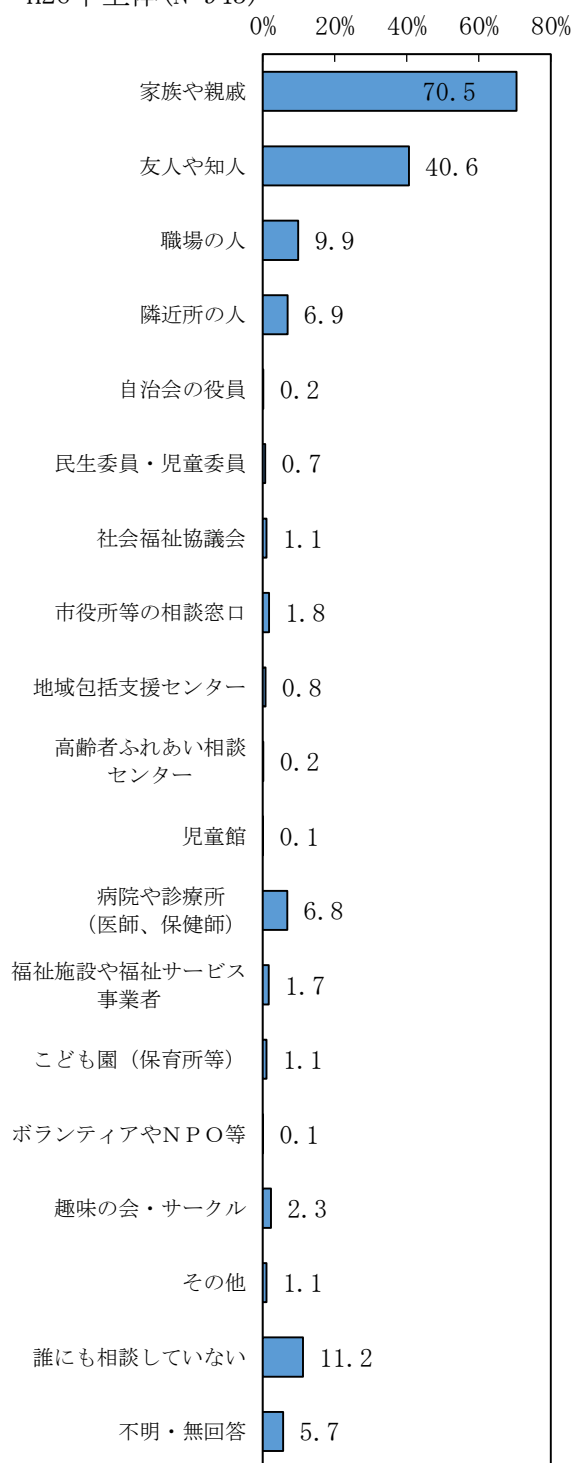 0% 20% 40% 60% 80%
家族や親戚 70.5
友人や知人 40.6
職場の人 9.9
隣近所の人 6.9
自治会の役員 0.2
民生委員・児童委員 0.7
社会福祉協議会 1.1
市役所等の相談窓口 1.8
地域包括支援センター 0.8
高齢者ふれあい相談
センター 0.2
児童館 0.1
病院や診療所
（医師、保健師） 6.8
福祉施設や福祉サービス
事業者 1.7
こども園（保育所等） 1.1
ボランティアやＮＰＯ等 0.1
趣味の会・サークル 2.3
その他 1.1
誰にも相談していない 11.2
不明・無回答 5.7